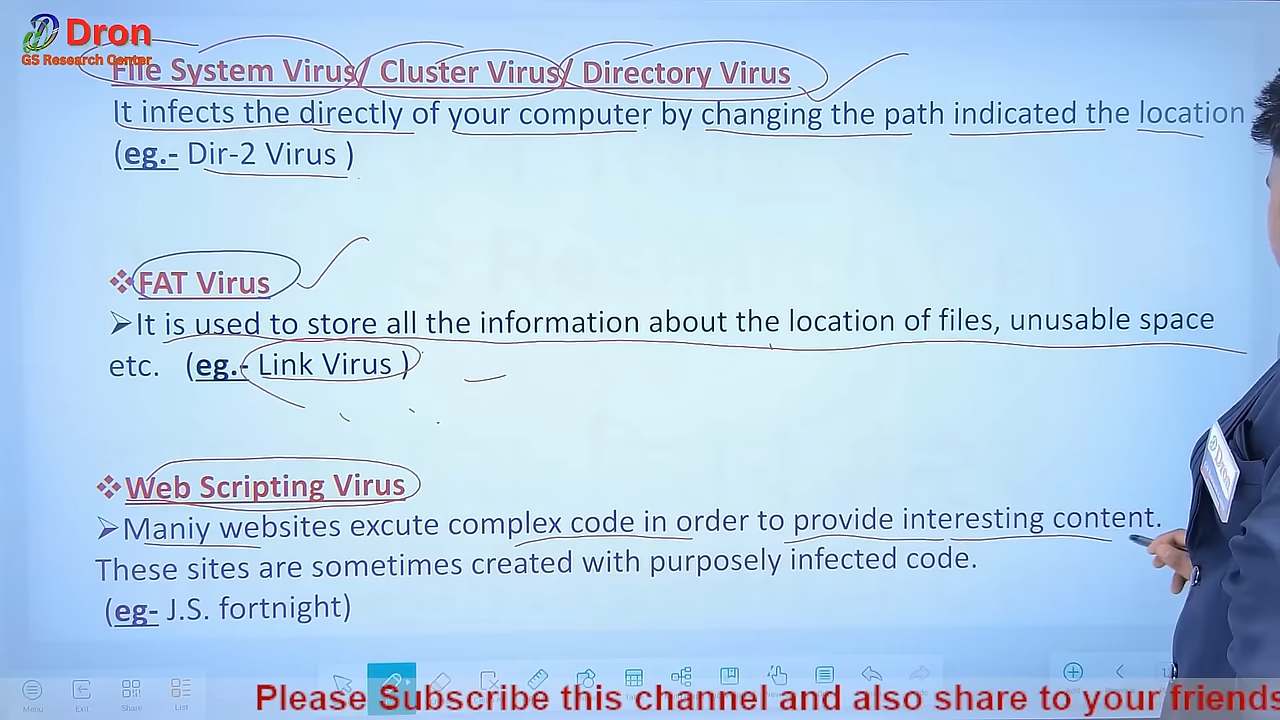 Dron
GS Research Center
File System Virus/ Cluster Virus/ Directory Virus
It infects the directly of your computer by changing the path indicated the location
(eg.- Dir-2 Virus )
❖FAT Virus
➤It is used to store all the information about the location of files, unusable space
etc. (eg.- Link Virus )
❖Web Scripting Virus
➤Maniy websites excute complex code in order to provide interesting content.
These sites are sometimes created with purposely infected code.
(eg- J.S. fortnight)
Menu Exit Share List
Please Subscribe this channel and also share to your friends